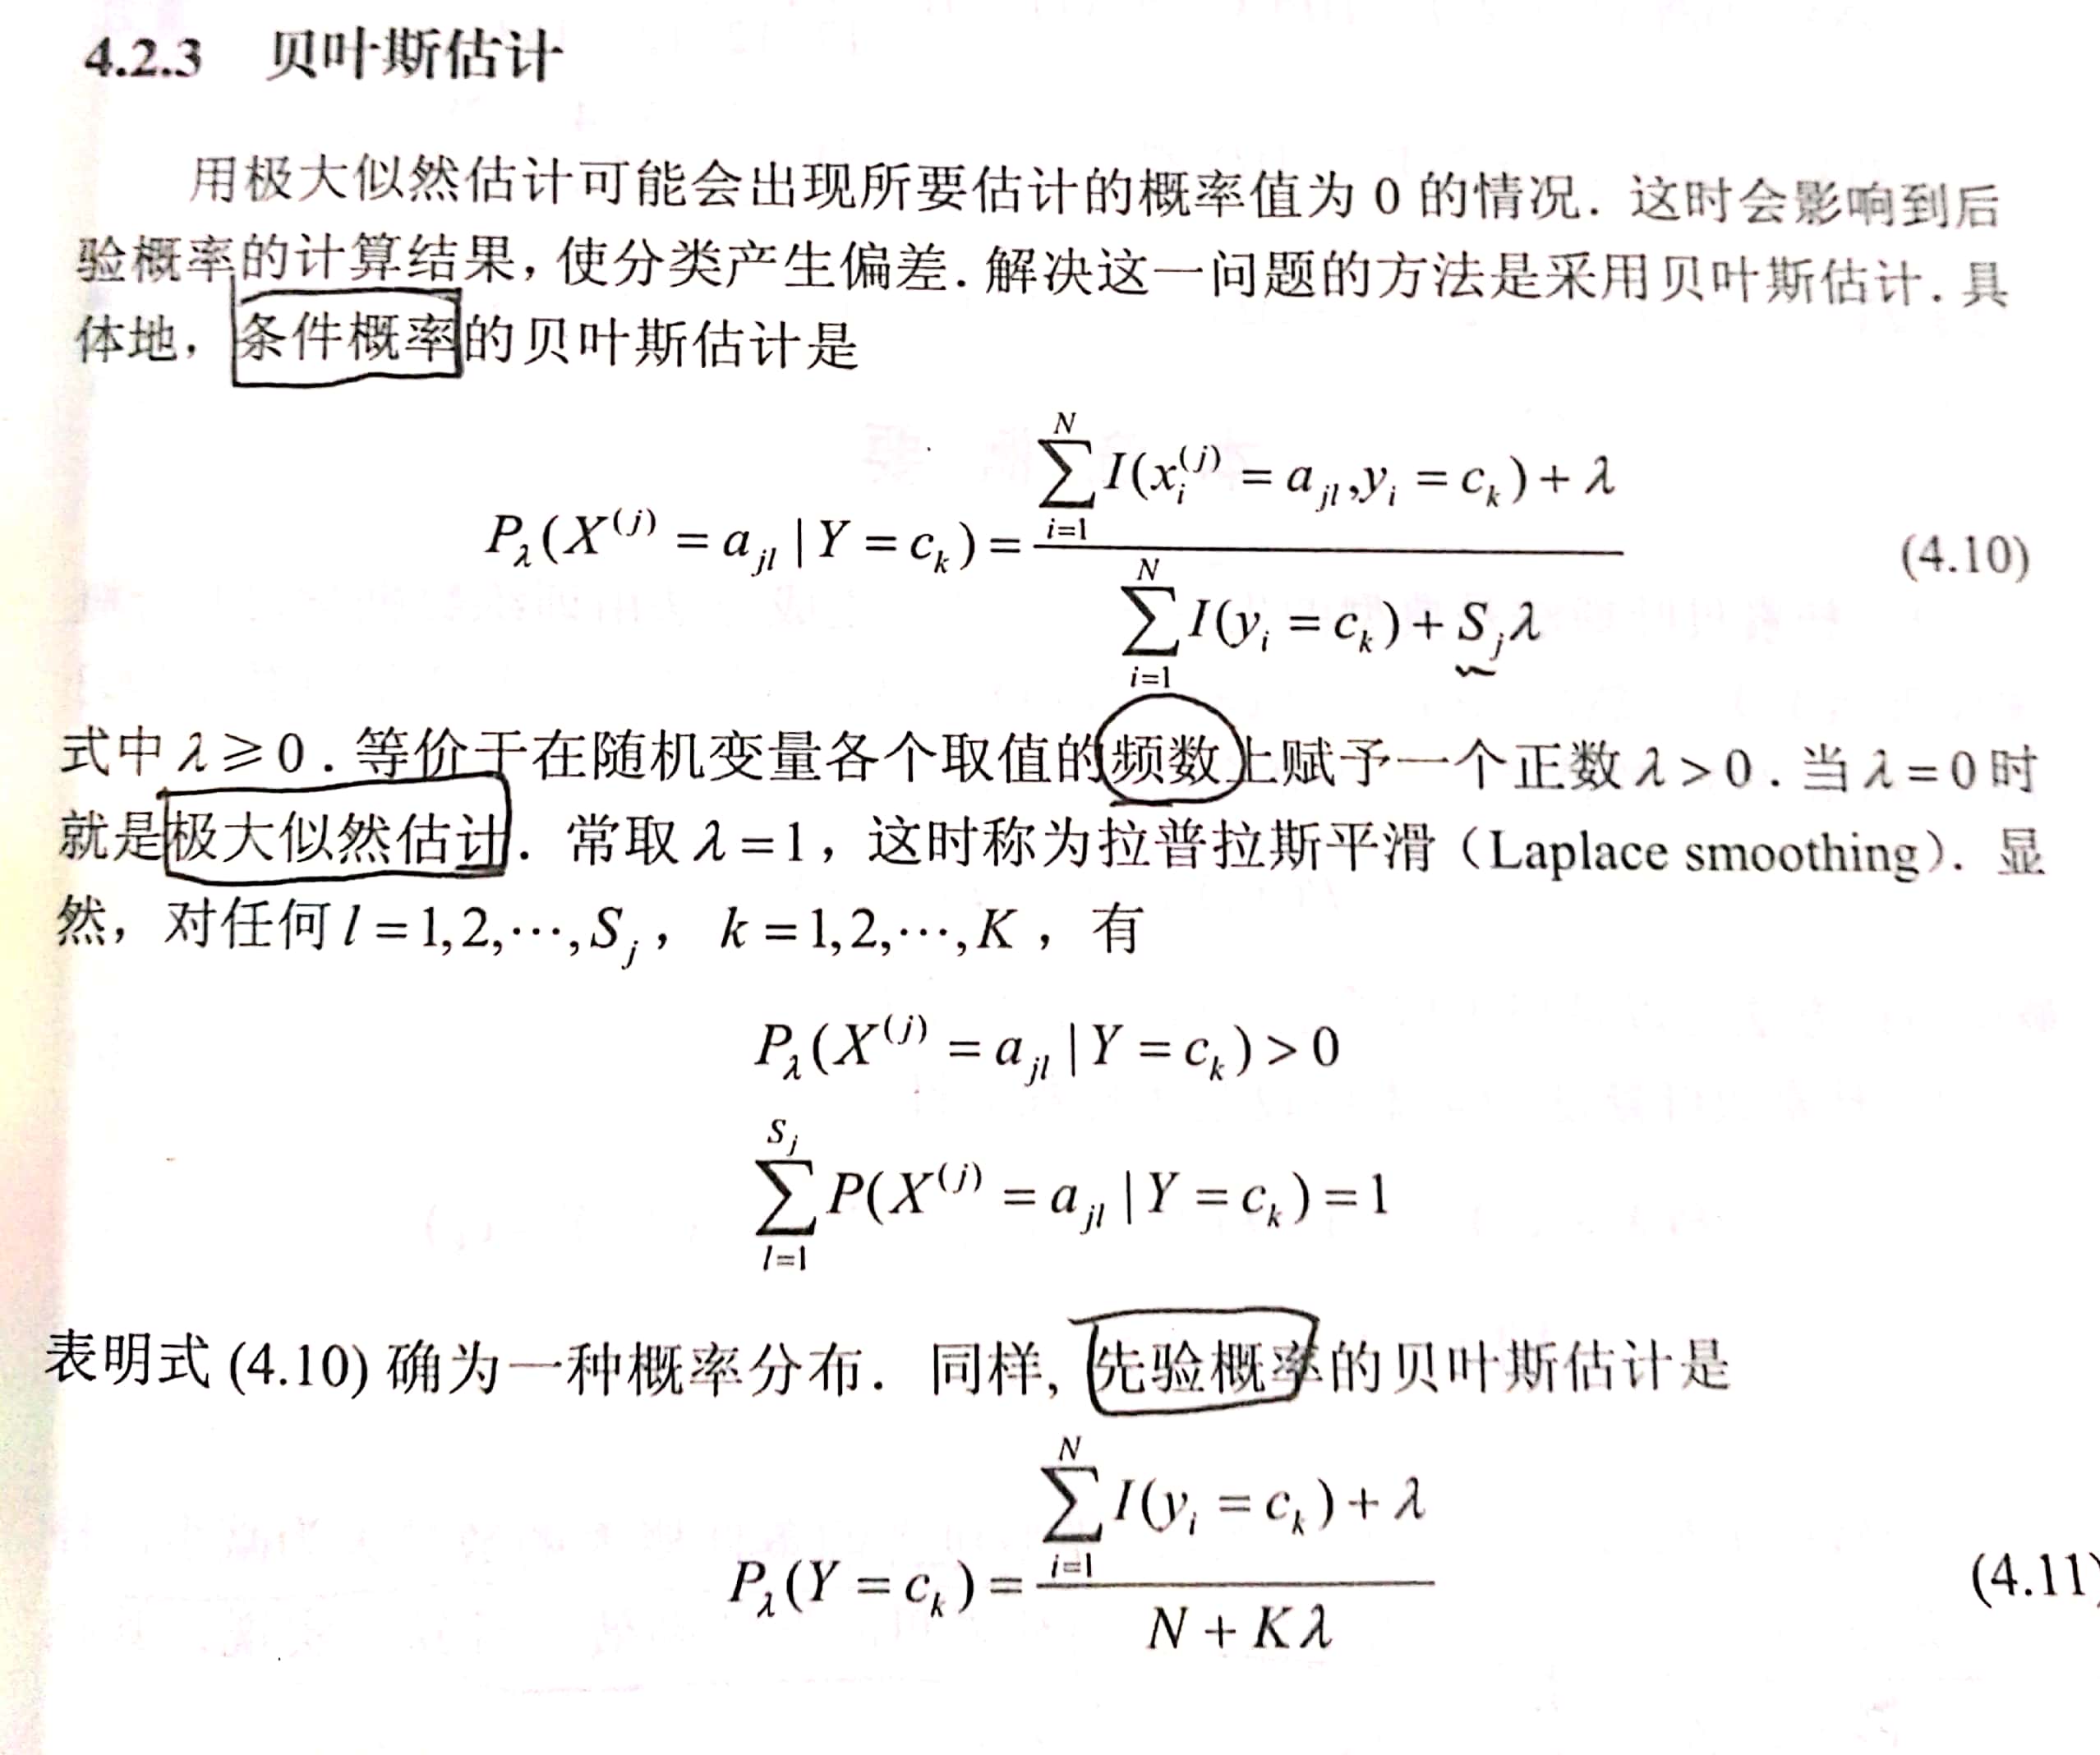 4.2.3 贝叶斯估计
用极大似然估计可能会出现所要估计的概率值为 0 的情况. 这时会影响到后
验概率的计算结果, 使分类产生偏差. 解决这一问题的方法是采用贝叶斯估计. 具
体地, 条件概率的贝叶斯估计是
$$P_\lambda(X^{(j)}=a_{jl}|Y=c_k)=\frac{\sum_{i=1}^{N}I(x_i^{(j)}=a_{jl},y_i=c_k)+\lambda}{\sum_{i=1}^{N}I(y_i=c_k)+S_j\lambda}$$ (4.10)
式中 λ≥0. 等价于在随机变量各个取值的频数上赋予一个正数 λ>0. 当 λ=0 时
就是极大似然估计. 常取 λ=1, 这时称为拉普拉斯平滑 (Laplace smoothing). 显
然, 对任何 $l=1,2,\cdots,S_j$, $k=1,2,\cdots,K$, 有
$$P_\lambda(X^{(j)}=a_{jl}|Y=c_k)>0$$
$$\sum_{l=1}^{S_j}P(X^{(j)}=a_{jl}|Y=c_k)=1$$
表明式 (4.10) 确为一种概率分布. 同样, 先验概率的贝叶斯估计是
$$P_\lambda(Y=c_k)=\frac{\sum_{i=1}^{N}I(y_i=c_k)+\lambda}{N+K\lambda}$$ (4.11)